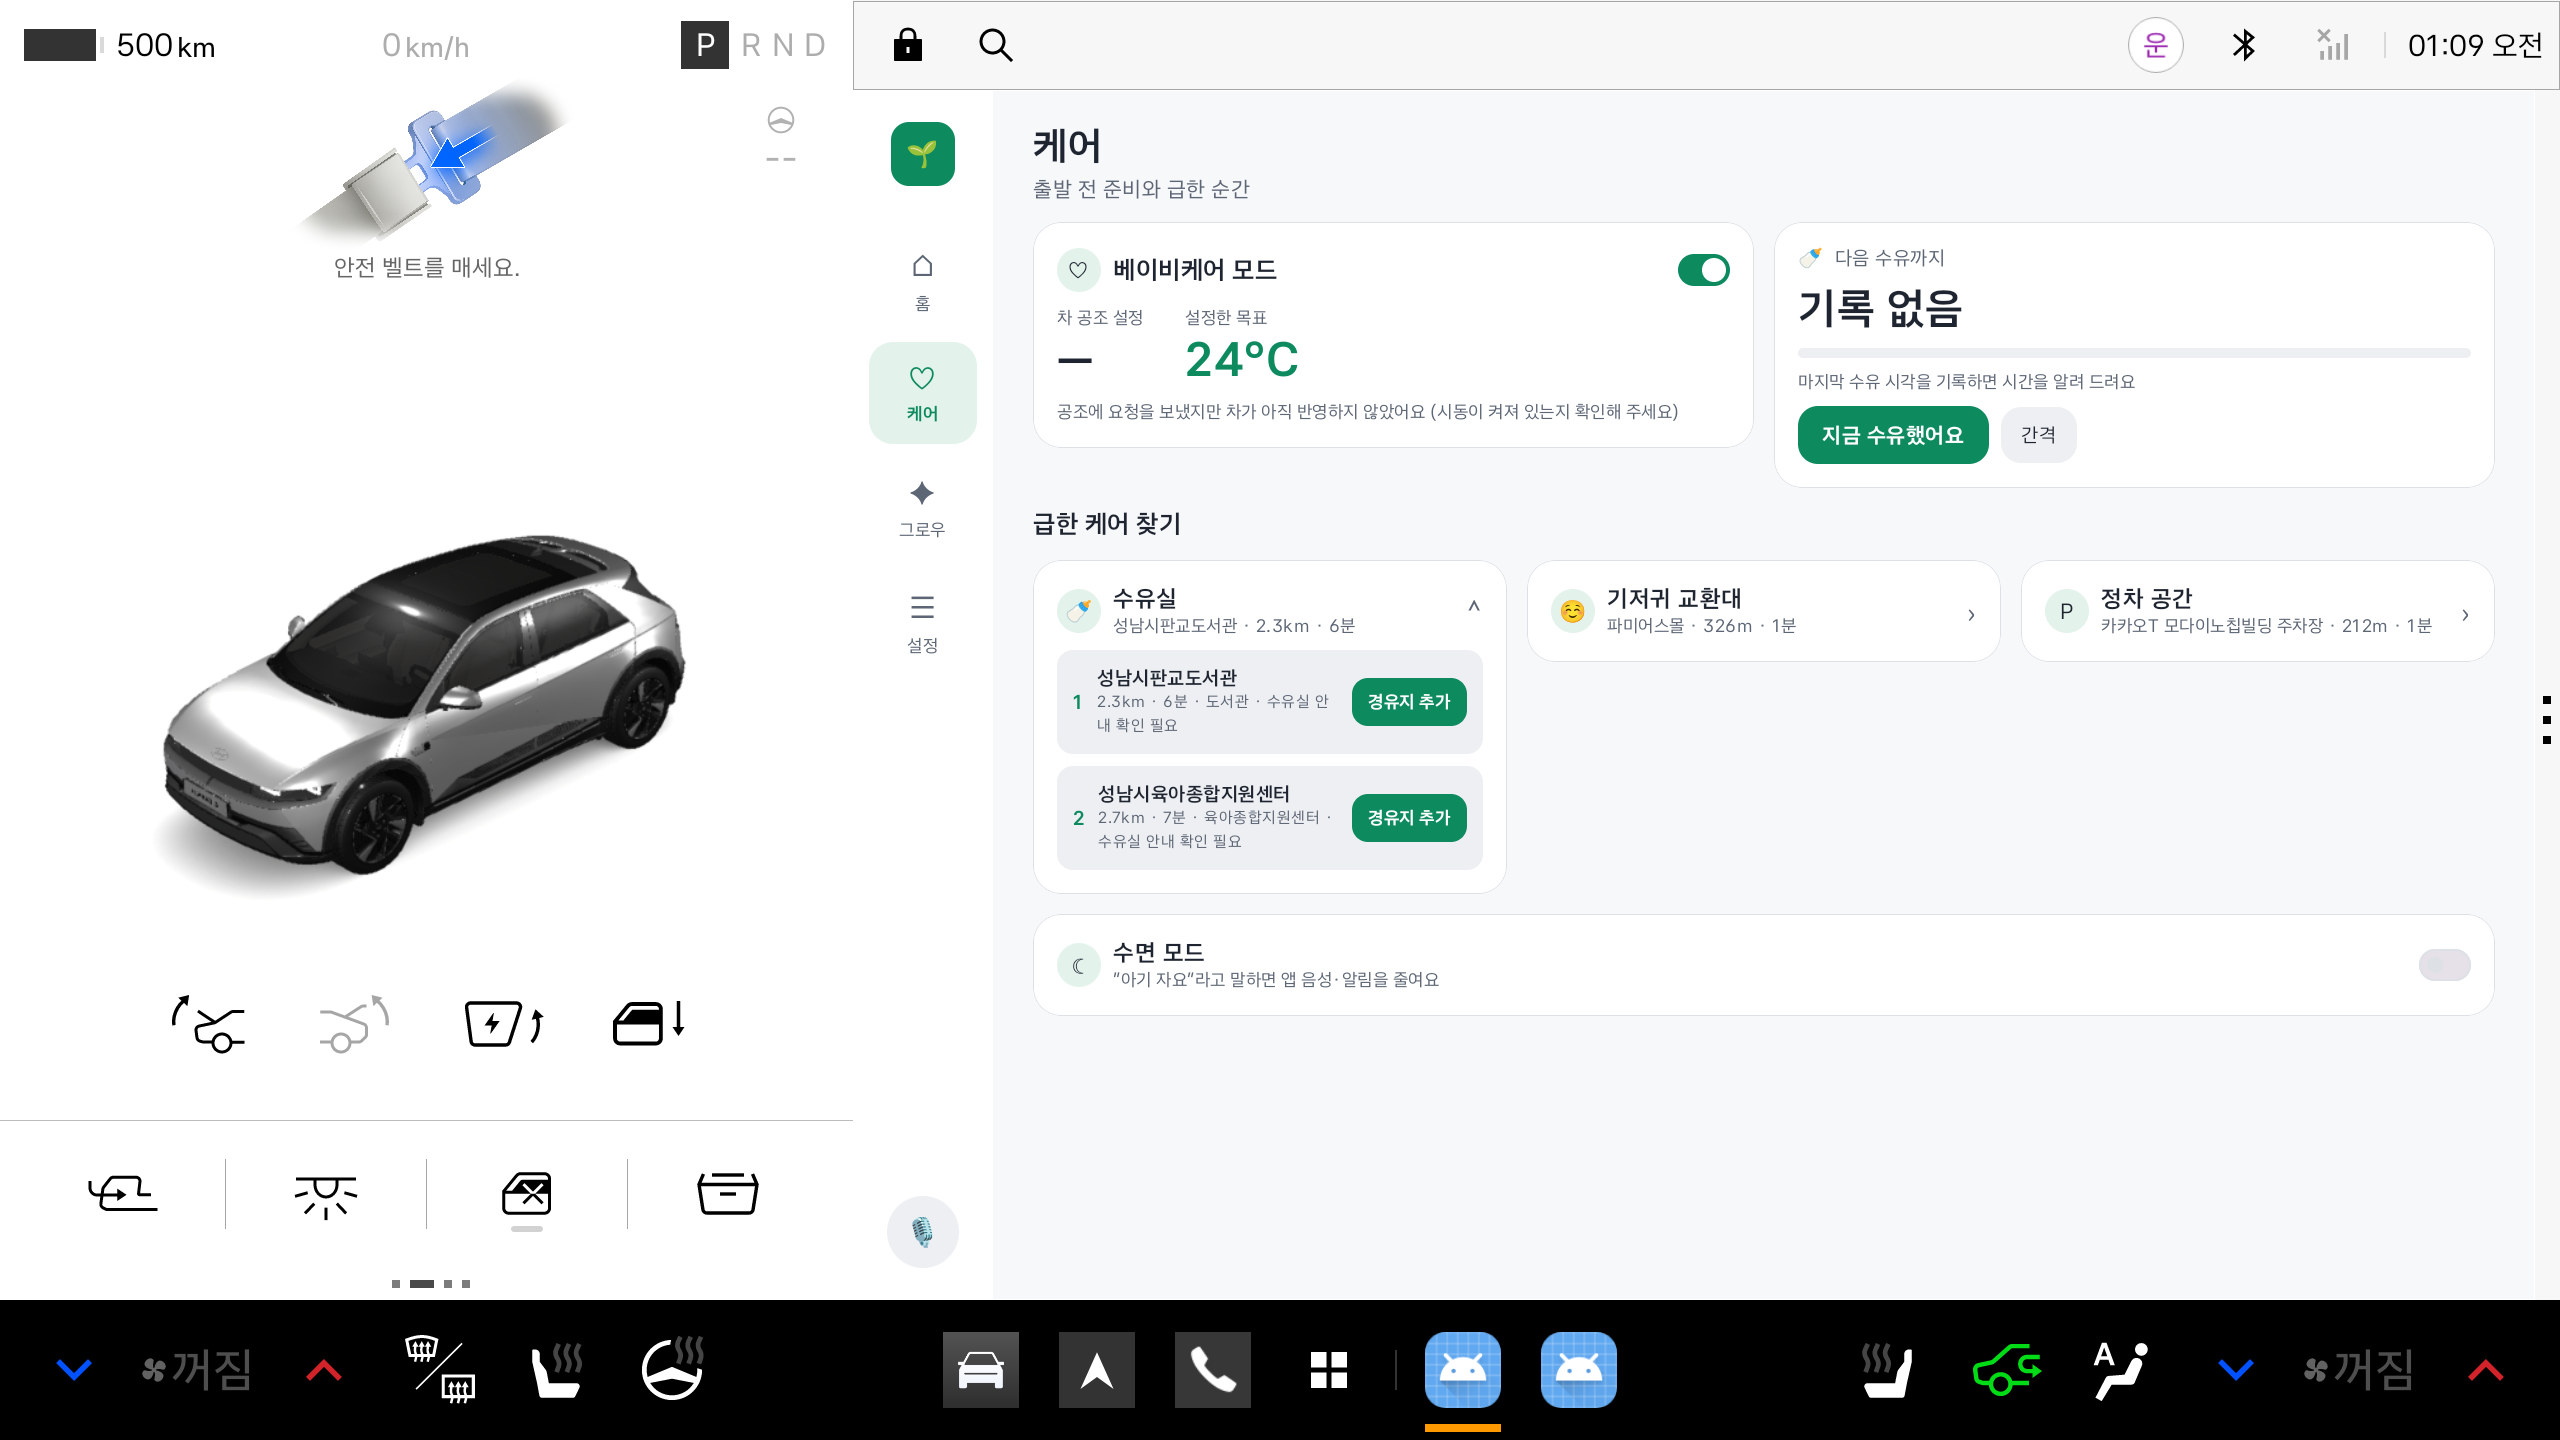 500 km
0 km/h
P R N D
운
01:09 오전
안전 벨트를 매세요.
홈
케어
그로우
설정
케어
출발 전 준비와 급한 순간
베이비케어 모드
차 공조 설정
설정한 목표
—
24°C
공조에 요청을 보냈지만 차가 아직 반영하지 않았어요 (시동이 켜져 있는지 확인해 주세요)
다음 수유까지
기록 없음
마지막 수유 시각을 기록하면 시간을 알려 드려요
지금 수유했어요
간격
급한 케어 찾기
수유실
성남시판교도서관 · 2.3km · 6분
1
성남시판교도서관
2.3km · 6분 · 도서관 · 수유실 안
내 확인 필요
경유지 추가
2
성남시육아종합지원센터
2.7km · 7분 · 육아종합지원센터 ·
수유실 안내 확인 필요
경유지 추가
기저귀 교환대
파미어스몰 · 326m · 1분
P
정차 공간
카카오T 모다이노칩빌딩 주차장 · 212m · 1분
수면 모드
"아기 자요"라고 말하면 앱 음성·알림을 줄여요
꺼짐
A
꺼짐